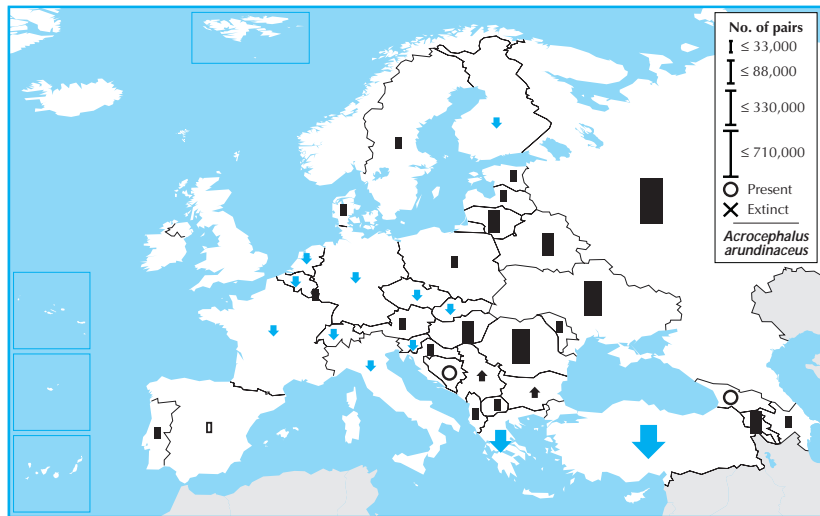 No. of pairs
≤ 33,000
≤ 88,000
≤ 330,000
≤ 710,000
Present
Extinct
Acrocephalus
arundinaceus